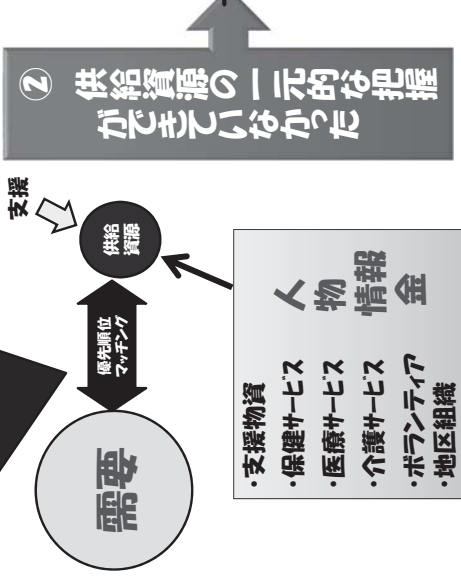 ② 供給資源の一元的な把握
ができていなかった
支援
供給
資源
優先順位
マッチング
需要
・支援物資
・保健サービス
・医療サービス
・介護サービス
・ボランティア
・地区組織
人
物
情報
金